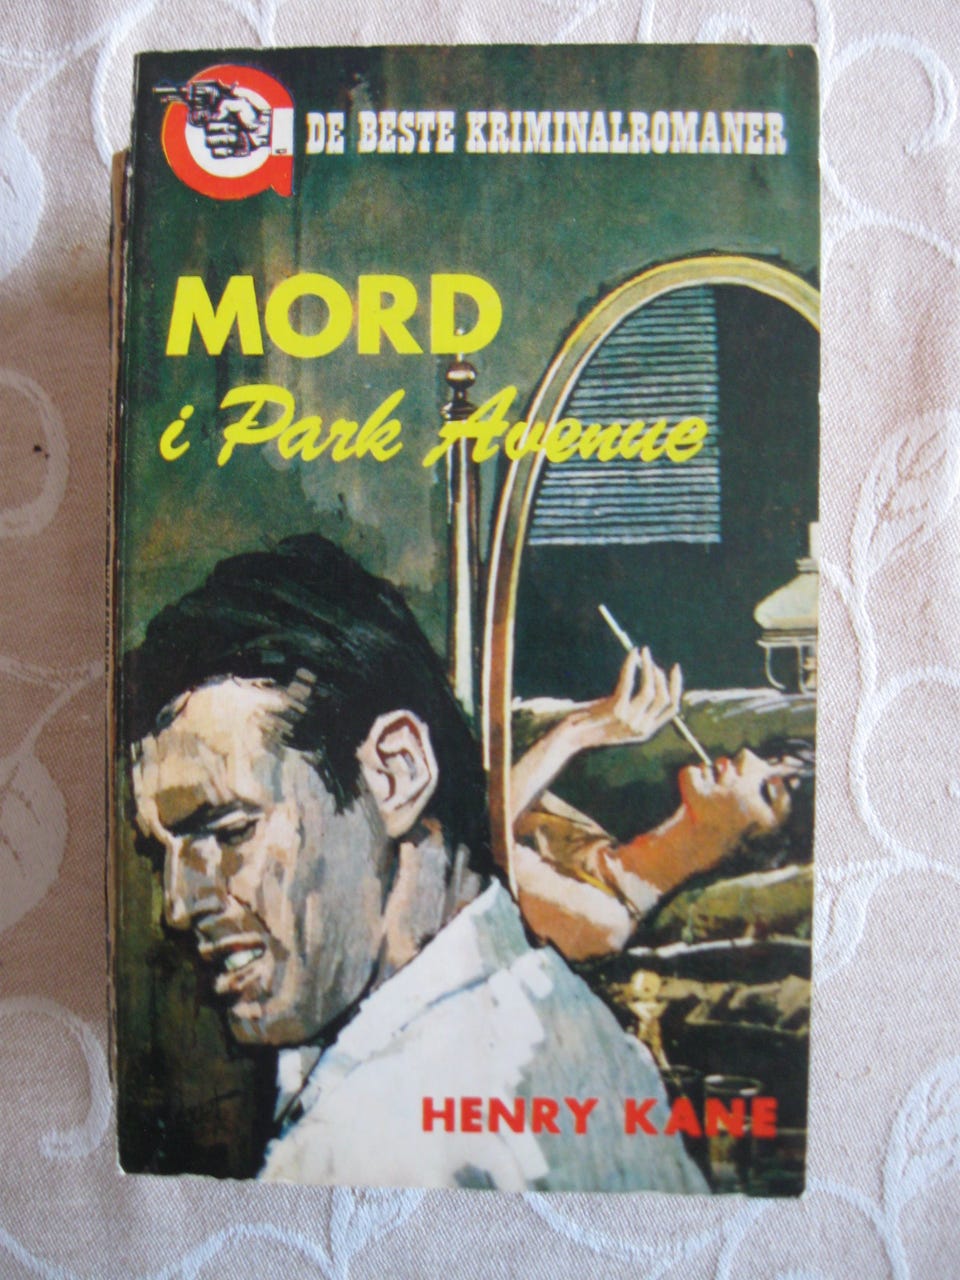 DE BESTE KRIMINALROMANER
MORD
i Park Avenue
HENRY KANE